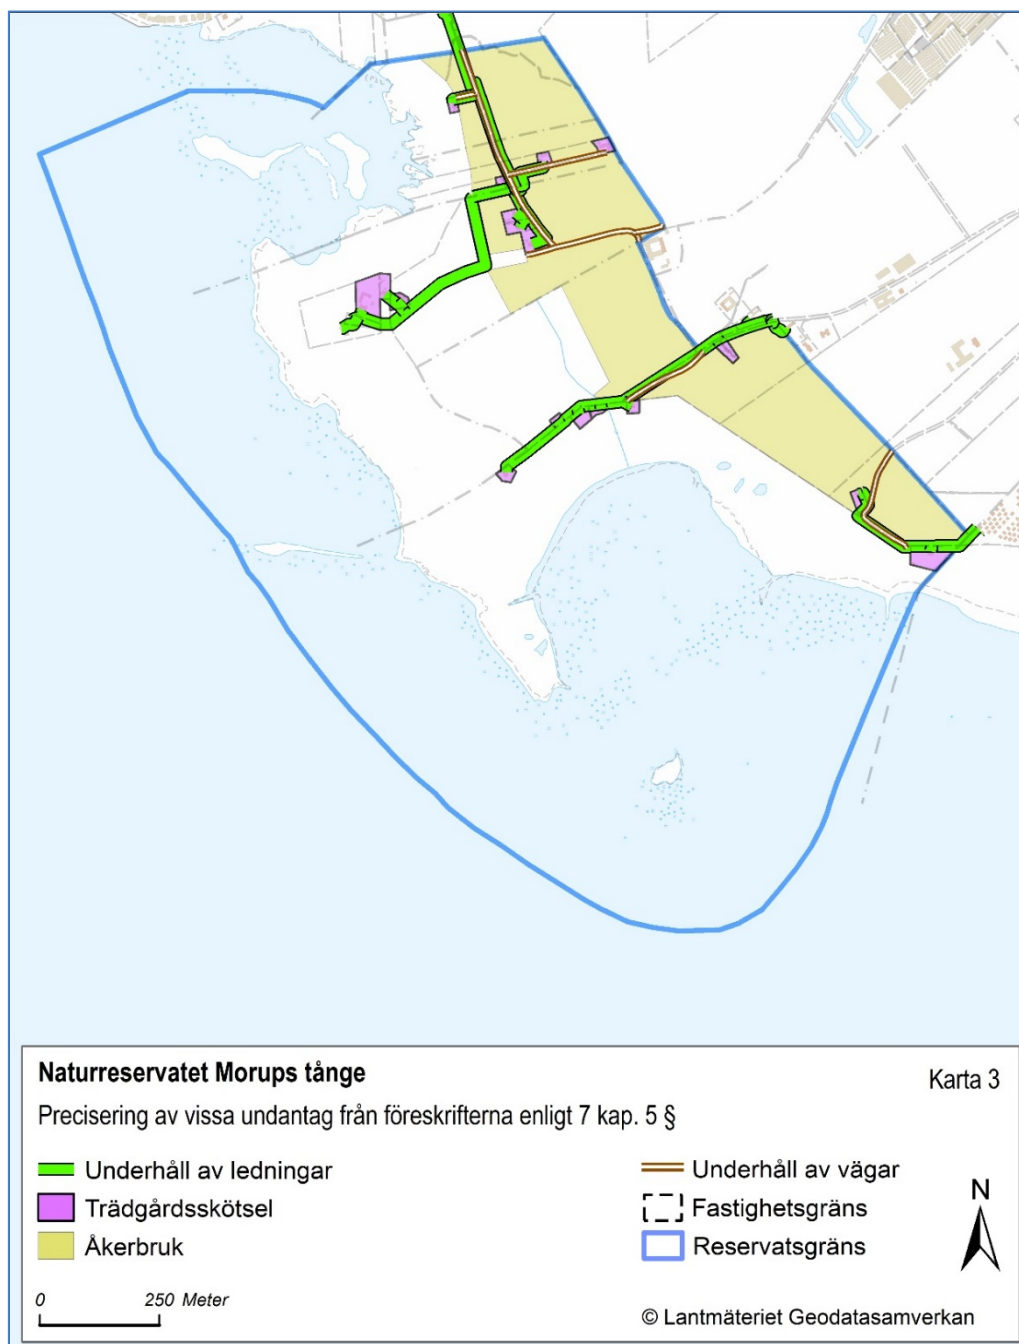 Naturreservatet Morups tånge
Karta 3
Precisering av vissa undantag från föreskrifterna enligt 7 kap. 5 §
Underhåll av ledningar
Trädgårdsskötsel
Åkerbruk
Underhåll av vägar
Fastighetsgräns
Reservatsgräns
N
0 250 Meter
© Lantmäteriet Geodatasamverkan